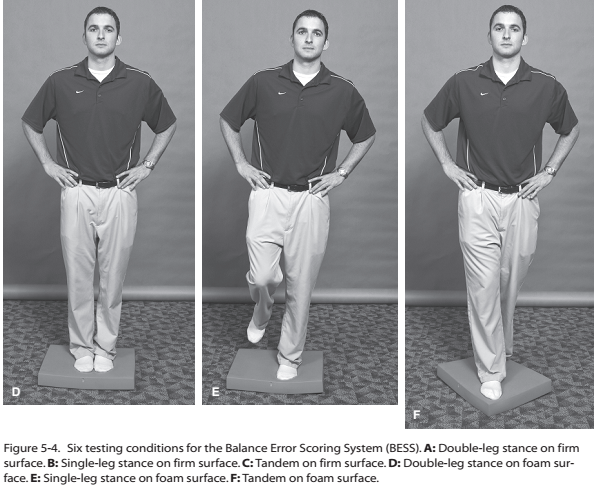 D
E
F
Figure 5-4. Six testing conditions for the Balance Error Scoring System (BESS). A: Double-leg stance on firm
surface. B: Single-leg stance on firm surface. C: Tandem on firm surface. D: Double-leg stance on foam sur-
face. E: Single-leg stance on foam surface. F: Tandem on foam surface.